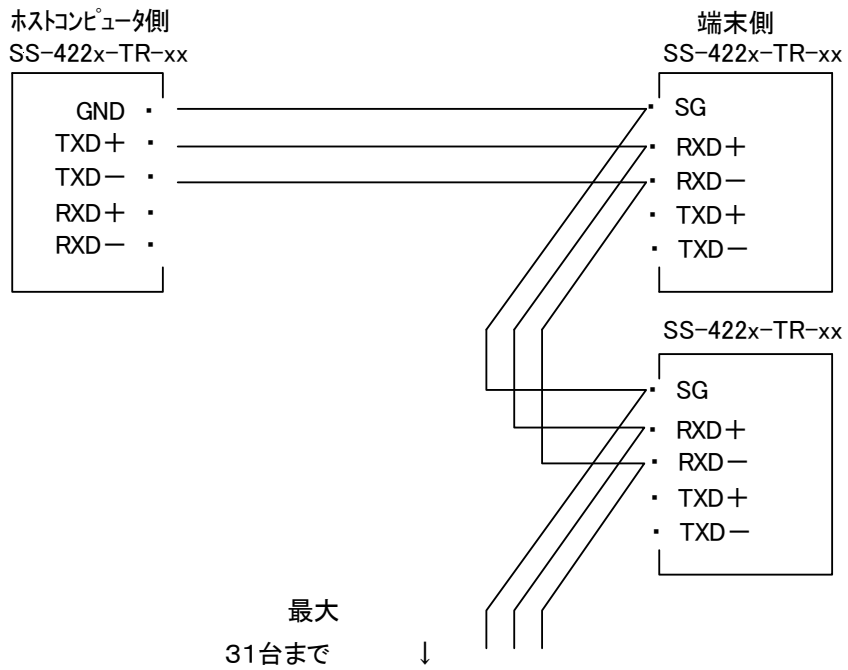 ホストコンピュータ側
SS-422x-TR-xx
GND
TXD＋
TXD－
RXD＋
RXD－
端末側
SS-422x-TR-xx
SG
RXD＋
RXD－
TXD＋
TXD－
SS-422x-TR-xx
SG
RXD＋
RXD－
TXD＋
TXD－
最大
31台まで ↓